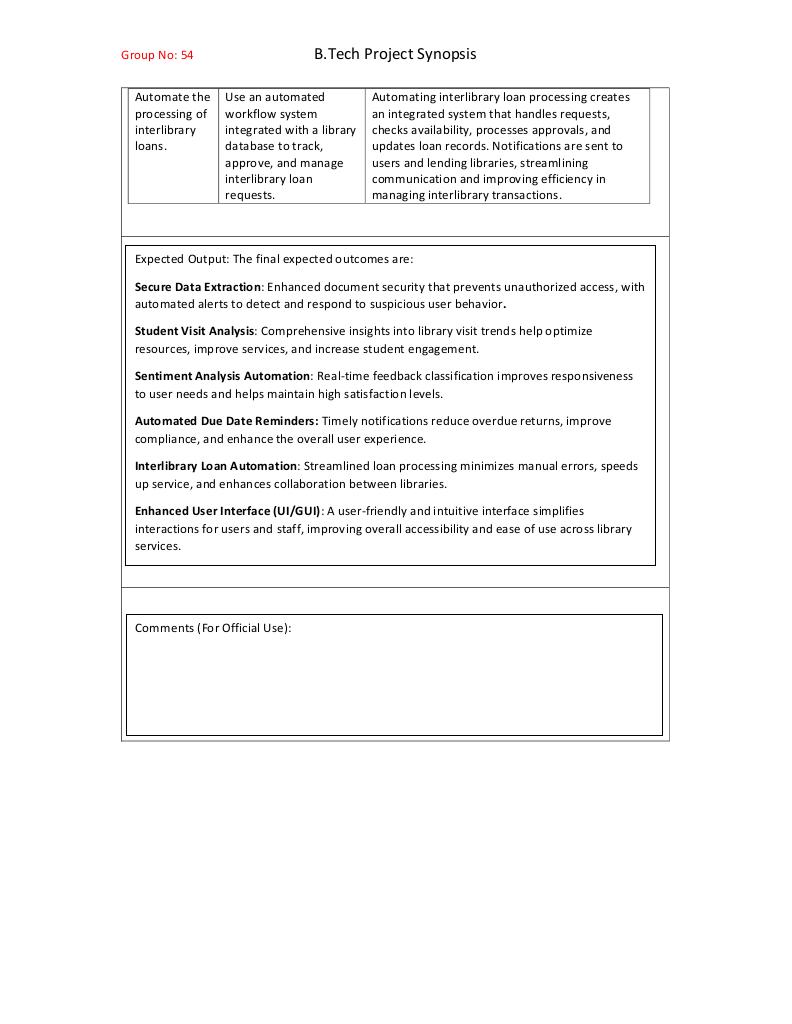 Group No: 54
B.Tech Project Synopsis
Automate the
processing of
interlibrary
loans.
Use an automated
workflow system
integrated with a library
database to track,
approve, and manage
interlibrary loan
requests.
Automating interlibrary loan processing creates
an integrated system that handles requests,
checks availability, processes approvals, and
updates loan records. Notifications are sent to
users and lending libraries, streamlining
communication and improving efficiency in
managing interlibrary transactions.
Expected Output: The final expected outcomes are:
Secure Data Extraction: Enhanced document security that prevents unauthorized access, with
automated alerts to detect and respond to suspicious user behavior.
Student Visit Analysis: Comprehensive insights into library visit trends help optimize
resources, improve services, and increase student engagement.
Sentiment Analysis Automation: Real-time feedback classification improves responsiveness
to user needs and helps maintain high satisfaction levels.
Automated Due Date Reminders: Timely notifications reduce overdue returns, improve
compliance, and enhance the overall user experience.
Interlibrary Loan Automation: Streamlined loan processing minimizes manual errors, speeds
up service, and enhances collaboration between libraries.
Enhanced User Interface (UI/GUI): A user-friendly and intuitive interface simplifies
interactions for users and staff, improving overall accessibility and ease of use across library
services.
Comments (For Official Use):